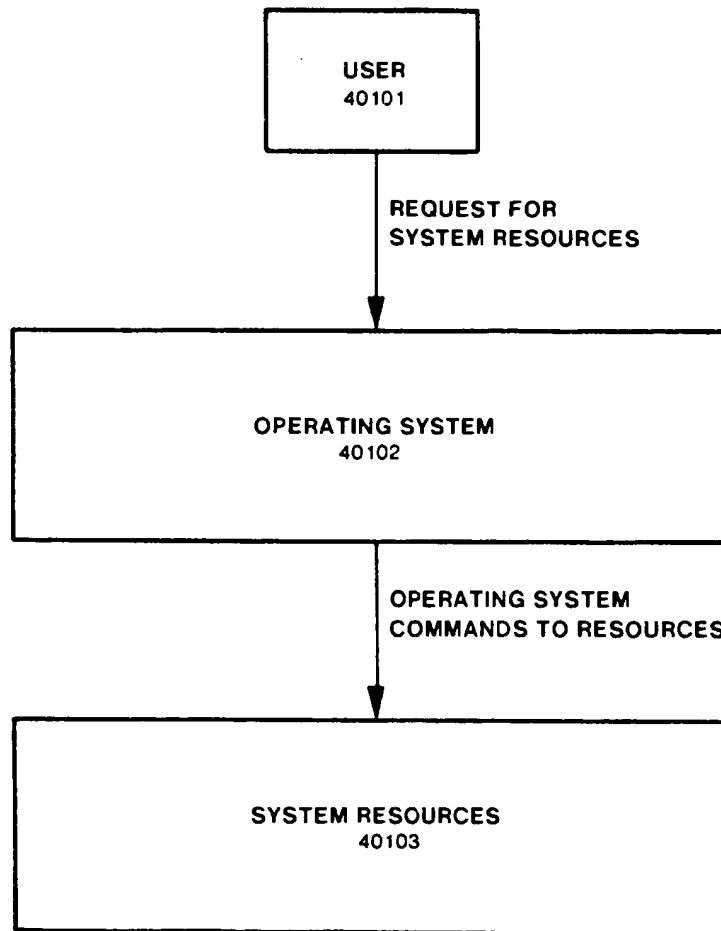 USER
40101
REQUEST FOR
SYSTEM RESOURCES
OPERATING SYSTEM
40102
OPERATING SYSTEM
COMMANDS TO RESOURCES
SYSTEM RESOURCES
40103